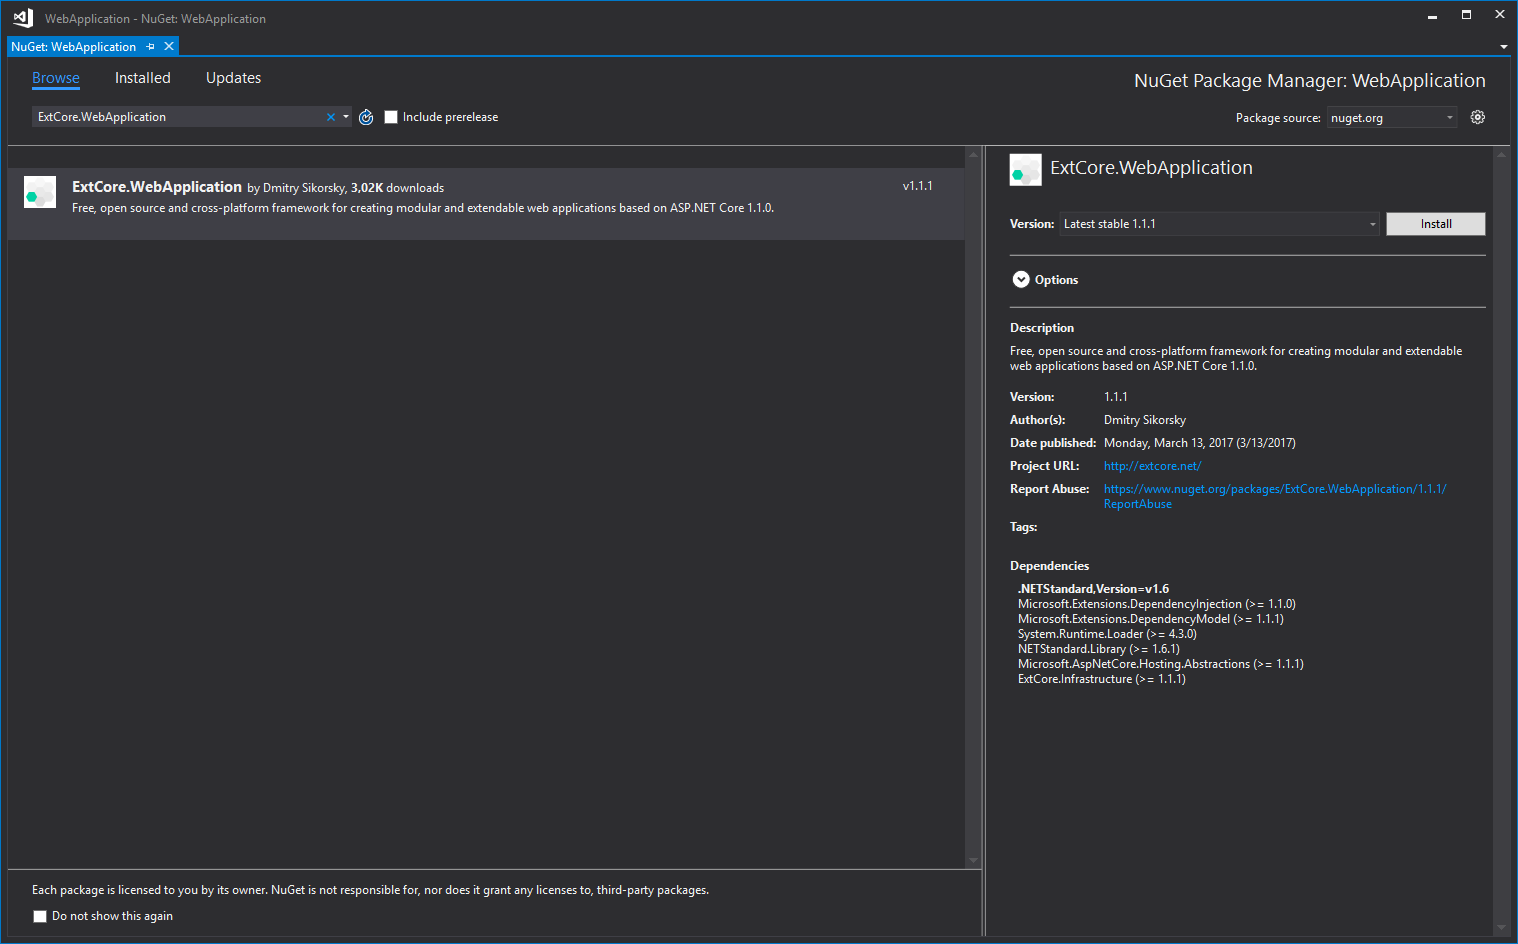 WebApplication - NuGet: WebApplication
NuGet: WebApplication
Browse Installed Updates
NuGet Package Manager: WebApplication
ExtCore.WebApplication
Include prerelease
Package source: nuget.org
ExtCore.WebApplication by Dmitry Sikorsky, 3,02K downloads
v1.1.1
Free, open source and cross-platform framework for creating modular and extendable web applications based on ASP.NET Core 1.1.0.
ExtCore.WebApplication
Version: Latest stable 1.1.1
Install
Options
Description
Free, open source and cross-platform framework for creating modular and extendable
web applications based on ASP.NET Core 1.1.0.
Version: 1.1.1
Author(s): Dmitry Sikorsky
Date published: Monday, March 13, 2017 (3/13/2017)
Project URL: http://extcore.net/
Report Abuse: https://www.nuget.org/packages/ExtCore.WebApplication/1.1.1/
ReportAbuse
Tags:
Dependencies
.NETStandard,Version=v1.6
Microsoft.Extensions.DependencyInjection (>= 1.1.0)
Microsoft.Extensions.DependencyModel (>= 1.1.1)
System.Runtime.Loader (>= 4.3.0)
NETStandard.Library (>= 1.6.1)
Microsoft.AspNetCore.Hosting.Abstractions (>= 1.1.1)
ExtCore.Infrastructure (>= 1.1.1)
Each package is licensed to you by its owner. NuGet is not responsible for, nor does it grant any licenses to, third-party packages.
Do not show this again